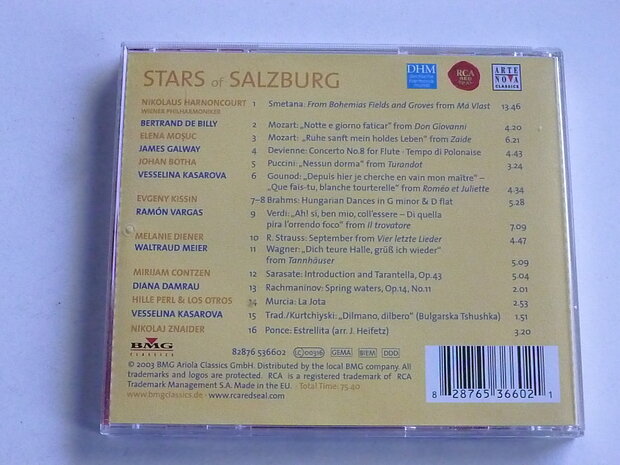 STARS of SALZBURG
DHM
RCA
RED SEAL
ARTE NOVA CLASSICS
NIKOLAUS HARNONCOURT 1 Smetana: From Bohemias Fields and Groves from Má Vlast 13.46
WIENER PHILHARMONIKER
BERTRAND DE BILLY 2 Mozart: „Notte e giorno faticar" from Don Giovanni 4.20
ELENA MOȘUC 3 Mozart: „Ruhe sanft mein holdes Leben" from Zaide 6.21
JAMES GALWAY 4 Devienne: Concerto No.8 for Flute · Tempo di Polonaise 4.43
JOHAN BOTHA 5 Puccini: „Nessun dorma" from Turandot 3.24
VESSELINA KASAROVA 6 Gounod: „Depuis hier je cherche en vain mon maître" –
„Que fais-tu, blanche tourterelle" from Roméo et Juliette 4.34
EVGENY KISSIN 7–8 Brahms: Hungarian Dances in G minor & D flat 5.28
RAMÓN VARGAS 9 Verdi: „Ah! sì, ben mio, coll'essere – Di quella
pira l'orrendo foco" from Il trovatore 7.09
MELANIE DIENER 10 R. Strauss: September from Vier letzte Lieder 4.47
WALTRAUD MEIER 11 Wagner: „Dich teure Halle, grüß ich wieder"
from Tannhäuser 5.09
MIRIJAM CONTZEN 12 Sarasate: Introduction and Tarantella, Op.43 5.04
DIANA DAMRAU 13 Rachmaninov: Spring waters, Op.14, No.11 2.01
HILLE PERL & LOS OTROS 14 Murcia: La Jota 2.53
VESSELINA KASAROVA 15 Trad./Kurtchiyski: „Dilmano, dilbero" (Bulgarska Tshushka) 1.51
NIKOLAJ ZNAIDER 16 Ponce: Estrellita (arr. J. Heifetz) 3.20
BMG
CLASSICS
82876 536602 LC 00316 GEMA BIEM DDD
© 2003 BMG Ariola Classics GmbH. Distributed by the local BMG company. All
trademarks and logos are protected. RCA is a registered trademark of RCA
Trademark Management S.A. Made in the EU. · Total Time: 75.40
www.bmgclassics.de · www.rcaredseal.com
8 28765 36602 1